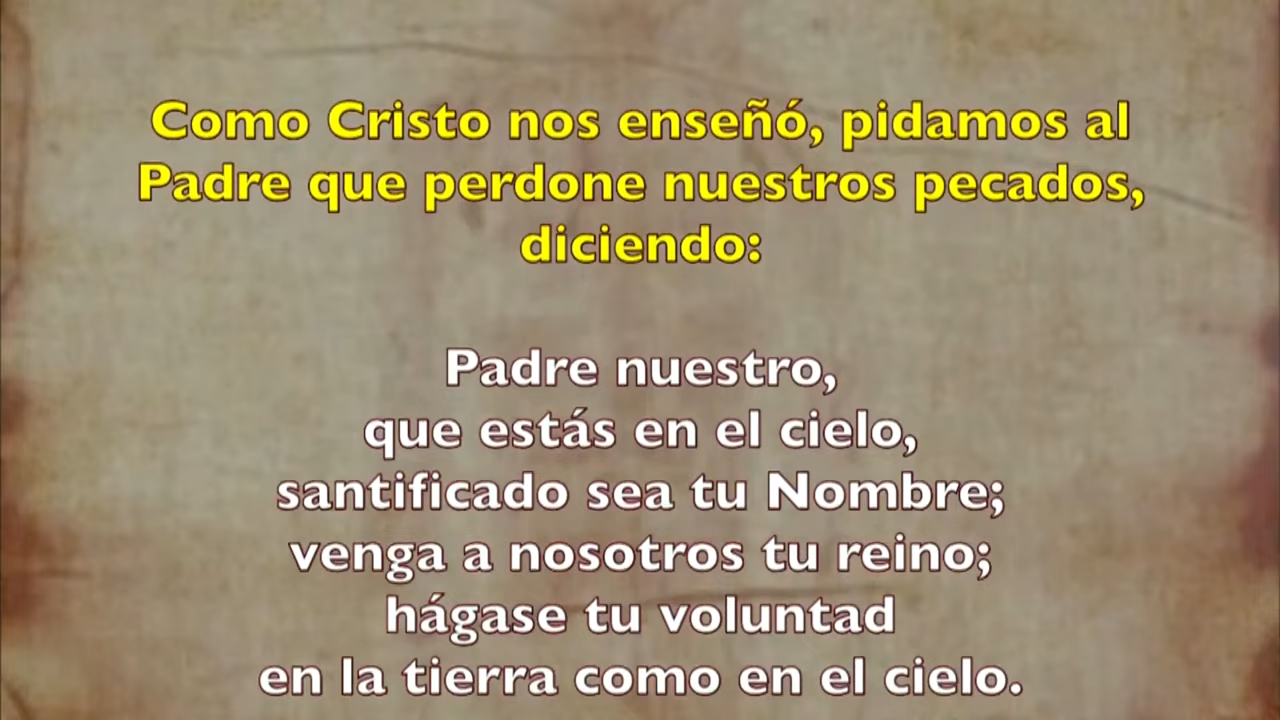 Como Cristo nos enseñó, pidamos al
Padre que perdone nuestros pecados,
diciendo:
Padre nuestro,
que estás en el cielo,
santificado sea tu Nombre;
venga a nosotros tu reino;
hágase tu voluntad
en la tierra como en el cielo.